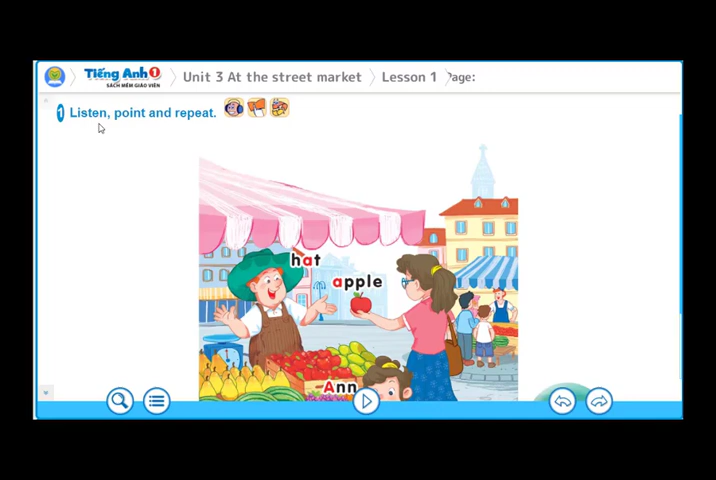 Tiếng Anh 1
SÁCH MỀM GIÁO VIÊN
Unit 3 At the street market
Lesson 1
Page:
1 Listen, point and repeat.
hat
apple
Ann